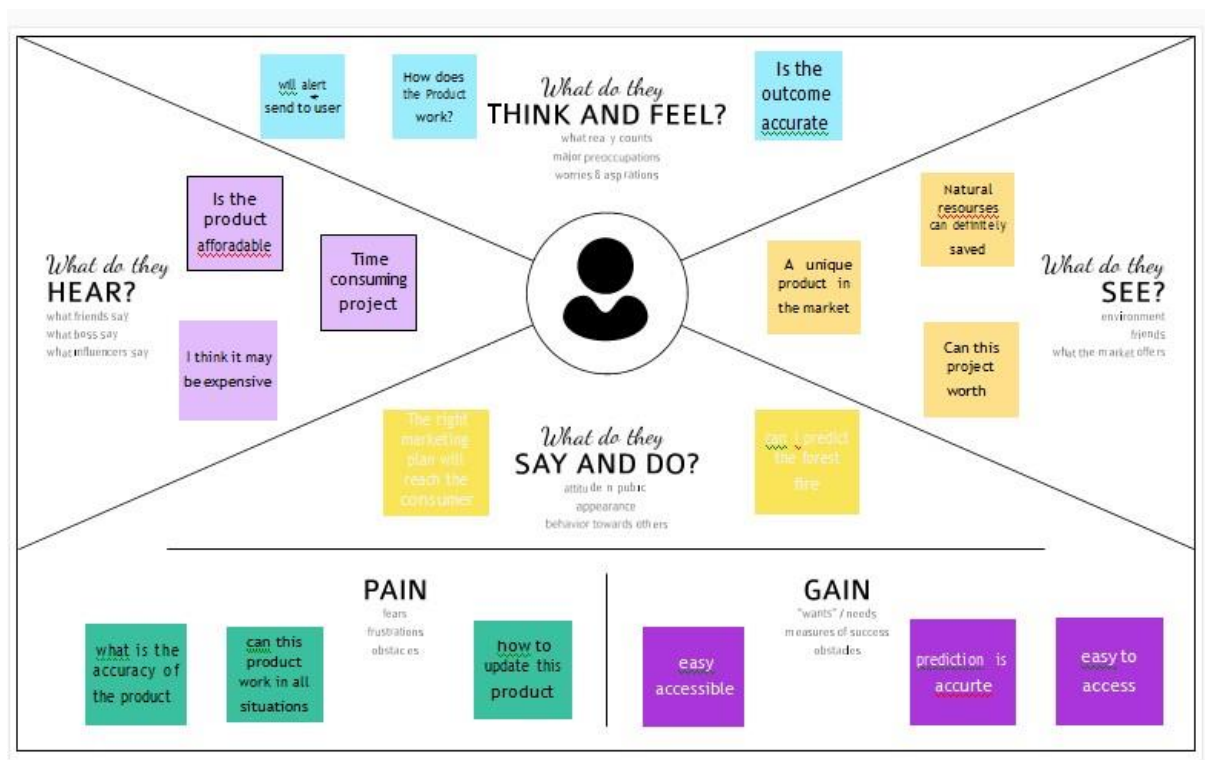 will alert
send to user
How does
the Product
work?
What do they
THINK AND FEEL?
what rea y counts
major preoccupations
worries & aspirations
Is the
outcome
accurate
What do they
HEAR?
what friends say
what boss say
what influencers say
Is the
product
afforadable
Time
consuming
project
I think it may
be expensive
A unique
product in
the market
Natural
resourses
can definitely
saved
Can this
project
worth
What do they
SEE?
environment
friends
what the market offers
The right
marketing
plan will
reach the
consumer
What do they
SAY AND DO?
attitude n pub ic
appearance
behavior towards others
can i predict
the forest
fire
PAIN
fears
frustrations
obstac es
what is the
accuracy of
the product
can this
product
work in all
situations
how to
update this
product
GAIN
"wants" / needs
measures of success
obstacles
easy
accessible
prediction is
accurte
easy to
access